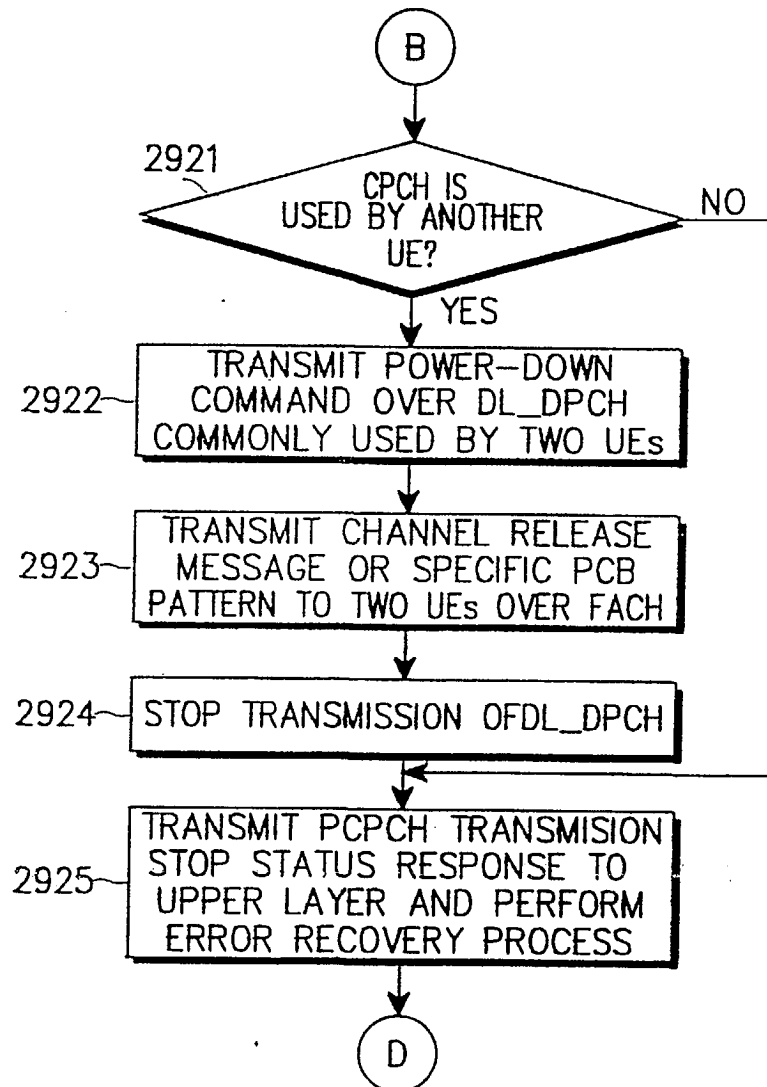 B
2921
CPCH IS
USED BY ANOTHER
UE?
NO
YES
2922
TRANSMIT POWER-DOWN
COMMAND OVER DL_DPCH
COMMONLY USED BY TWO UEs
2923
TRANSMIT CHANNEL RELEASE
MESSAGE OR SPECIFIC PCB
PATTERN TO TWO UEs OVER FACH
2924
STOP TRANSMISSION OFDL_DPCH
2925
TRANSMIT PCPCH TRANSMISION
STOP STATUS RESPONSE TO
UPPER LAYER AND PERFORM
ERROR RECOVERY PROCESS
D